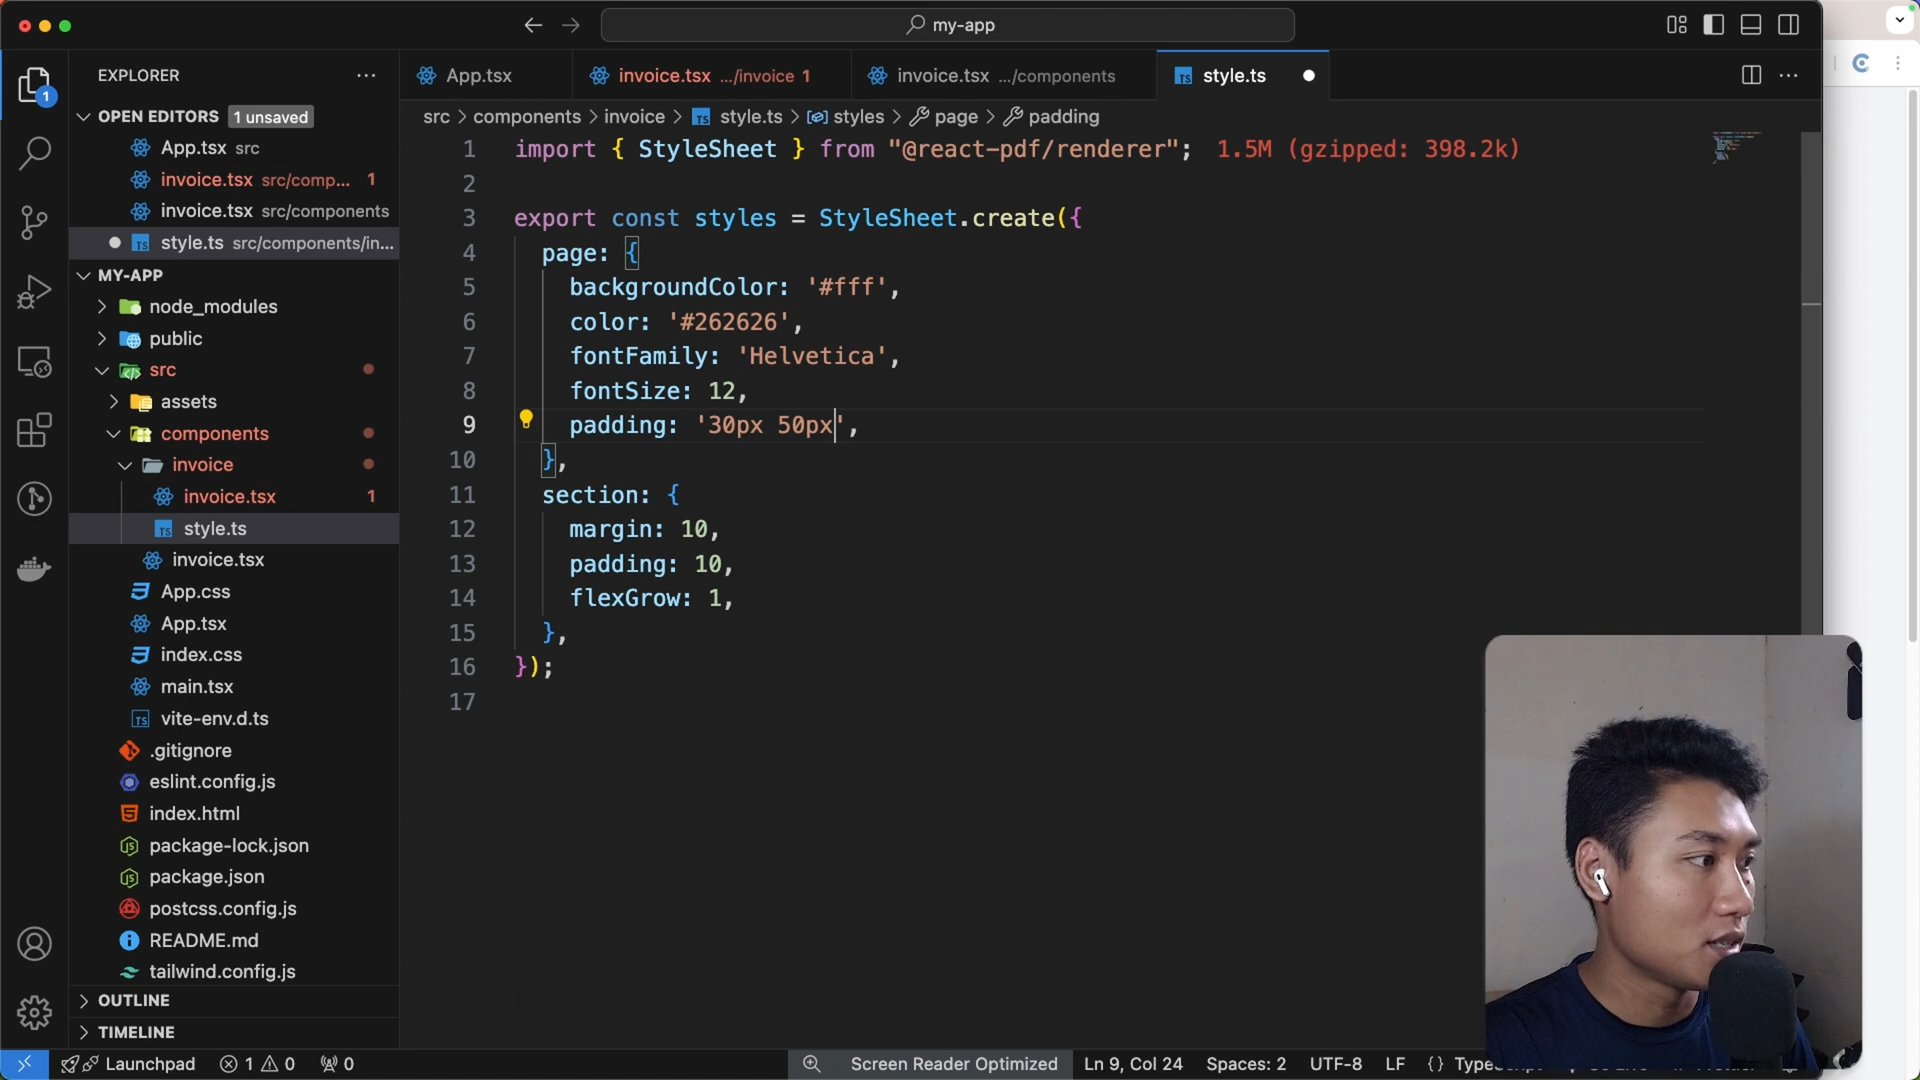 my-app
EXPLORER
App.tsx
invoice.tsx .../invoice 1
invoice.tsx .../components
style.ts
1
OPEN EDITORS 1 unsaved
src > components > invoice > TS style.ts > styles > page > padding
App.tsx src
invoice.tsx src/comp... 1
invoice.tsx src/components
TS style.ts src/components/in...
MY-APP
node_modules
public
src
assets
components
invoice
invoice.tsx 1
TS style.ts
invoice.tsx
App.css
App.tsx
index.css
main.tsx
TS vite-env.d.ts
.gitignore
eslint.config.js
index.html
package-lock.json
package.json
postcss.config.js
README.md
tailwind.config.js
OUTLINE
TIMELINE
1 import { StyleSheet } from "@react-pdf/renderer"; 1.5M (gzipped: 398.2k)
2
3 export const styles = StyleSheet.create({
4 page: {
5 backgroundColor: '#fff',
6 color: '#262626',
7 fontFamily: 'Helvetica',
8 fontSize: 12,
9 padding: '30px 50px',
10 },
11 section: {
12 margin: 10,
13 padding: 10,
14 flexGrow: 1,
15 },
16 });
17
Launchpad 1 0 0 Screen Reader Optimized Ln 9, Col 24 Spaces: 2 UTF-8 LF {}